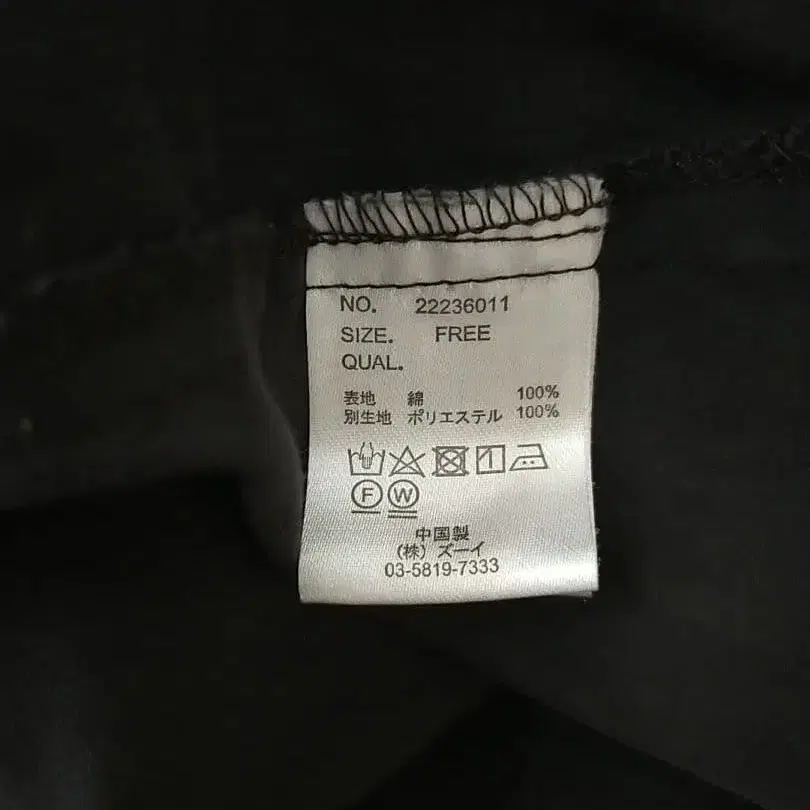 NO. 22236011
SIZE. FREE
QUAL.
表地 綿 100%
別生地 ポリエステル 100%
F W
中国製
(株) ズーイ
03-5819-7333